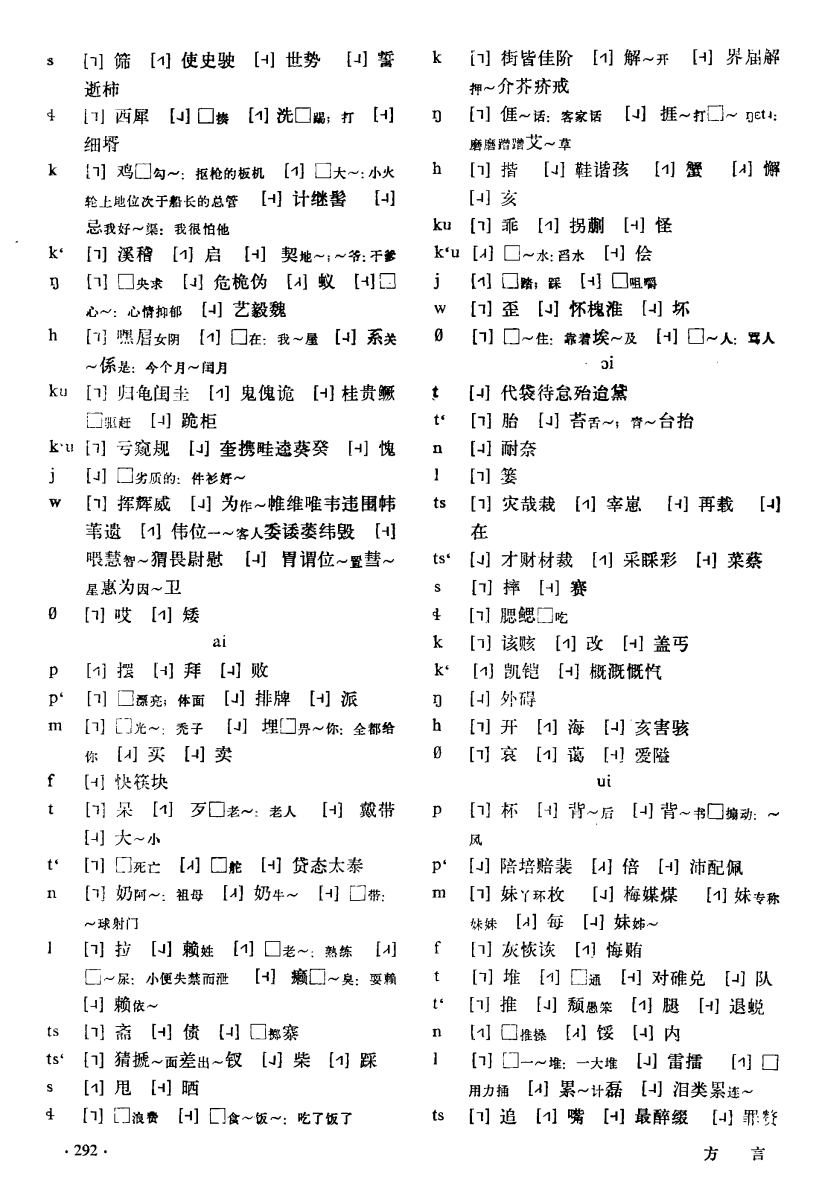 s [˥] 筛 [˦˥] 使史驶 [˧] 世势 [˨] 誓
逝柿
ɬ [˥] 西犀 [˨˩] □搂 [˦˥] 洗□踢；打 [˧]
细壻
k [˥] 鸡□勾～：抠枪的板机 [˦˥] □大～：小火
轮上地位次于船长的总管 [˧] 计继髻 [˨]
忌我好～渠：我很怕他
k‘ [˥] 溪稽 [˦˥] 启 [˧] 契地～；～爷：干爹
ŋ [˥] □央求 [˨˩] 危桅伪 [˨˦] 蚁 [˧] □
心～：心情抑郁 [˨] 艺毅魏
h [˥] 嘿屄女阴 [˦˥] □在：我～屋 [˨] 系关
～係是：今个月～闰月
ku [˥] 归龟闺圭 [˦˥] 鬼傀诡 [˧] 桂贵鳜
□驱赶 [˨] 跪柜
k‘u [˥] 亏窥规 [˨˩] 奎携畦逵葵癸 [˧] 愧
j [˨˩] □劣质的：件衫好～
w [˥] 挥辉威 [˨˩] 为作～帷维唯韦违围帏
苇遗 [˦˥] 伟位一～客人委诿萎纬毁 [˧]
喂慧智～猬畏尉慰 [˨] 胃谓位～置彗～
星惠为因～卫
ø [˥] 哎 [˦˥] 矮
ai
p [˦˥] 摆 [˧] 拜 [˨] 败
p‘ [˥] □漂亮；体面 [˨˩] 排牌 [˧] 派
m [˥] □光～：秃子 [˨˩] 埋□畀～你：全都给
你 [˨˦] 买 [˨] 卖
f [˧] 快筷块
t [˥] 呆 [˦˥] 歹□老～：老人 [˧] 戴带
[˨] 大～小
t‘ [˥] □死亡 [˨˦] □舵 [˧] 贷态太泰
n [˥] 奶阿～：祖母 [˨˦] 奶牛～ [˧] □带：
～球射门
l [˥] 拉 [˨˩] 赖姓 [˦˥] □老～：熟练 [˨˦]
□～尿：小便失禁而泄 [˧] 癞□～臭：耍赖
[˨] 赖依～
ts [˥] 斋 [˧] 债 [˨] □掷寨
ts‘ [˥] 猜搋～面差出～钗 [˨˩] 柴 [˦˥] 踩
s [˦˥] 甩 [˧] 晒
ɬ [˥] □浪费 [˧] □食～饭～：吃了饭了
k [˥] 街皆佳阶 [˦˥] 解～开 [˧] 界届解
押～介芥疥戒
ŋ [˥] 𠊎～话：客家话 [˨˩] 捱～打□～ŋɛt˨：
磨磨蹭蹭艾～草
h [˥] 揩 [˨˩] 鞋谐孩 [˦˥] 蟹 [˨˦] 懈
[˧] 亥
ku [˥] 乖 [˦˥] 拐蒯 [˧] 怪
k‘u [˨˦] □～水：舀水 [˧] 侩
j [˦˥] □踏；踩 [˧] □咀嚼
w [˥] 歪 [˨˩] 怀槐淮 [˨] 坏
ø [˥] □～住：靠着埃～及 [˧] □～人：骂人
ɔi
t [˨] 代袋待怠殆迨黛
t‘ [˥] 胎 [˨˩] 苔舌～；青～台抬
n [˨] 耐奈
l [˥] 篓
ts [˥] 灾哉栽 [˦˥] 宰崽 [˧] 再载 [˨]
在
ts‘ [˨˩] 才财材裁 [˦˥] 采睬彩 [˧] 菜蔡
s [˥] 摔 [˧] 赛
ɬ [˥] 腮鳃□吃
k [˥] 该赅 [˦˥] 改 [˧] 盖丐
k‘ [˦˥] 凯铠 [˧] 概溉慨忾
ŋ [˨] 外碍
h [˥] 开 [˦˥] 海 [˨] 亥害骇
ø [˥] 哀 [˦˥] 蔼 [˧] 爱隘
ui
p [˥] 杯 [˧] 背～后 [˨] 背～书□搧动：～
风
p‘ [˨˩] 陪培赔裴 [˨˦] 倍 [˧] 沛配佩
m [˥] 妹丫环枚 [˨˩] 梅媒煤 [˦˥] 妹专称
妹妹 [˨˦] 每 [˨] 妹姊～
f [˥] 灰恢诙 [˦˥] 悔贿
t [˥] 堆 [˦˥] □通 [˧] 对碓兑 [˨] 队
t‘ [˥] 推 [˨˩] 颓愚笨 [˦˥] 腿 [˧] 退蜕
n [˦˥] □推搡 [˨˦] 馁 [˨] 内
l [˥] □一～堆：一大堆 [˨˩] 雷擂 [˦˥] □
用力捅 [˨˦] 累～计磊 [˨] 泪类累连～
ts [˥] 追 [˦˥] 嘴 [˧] 最醉缀 [˨] 罪赘
·292·
方 言